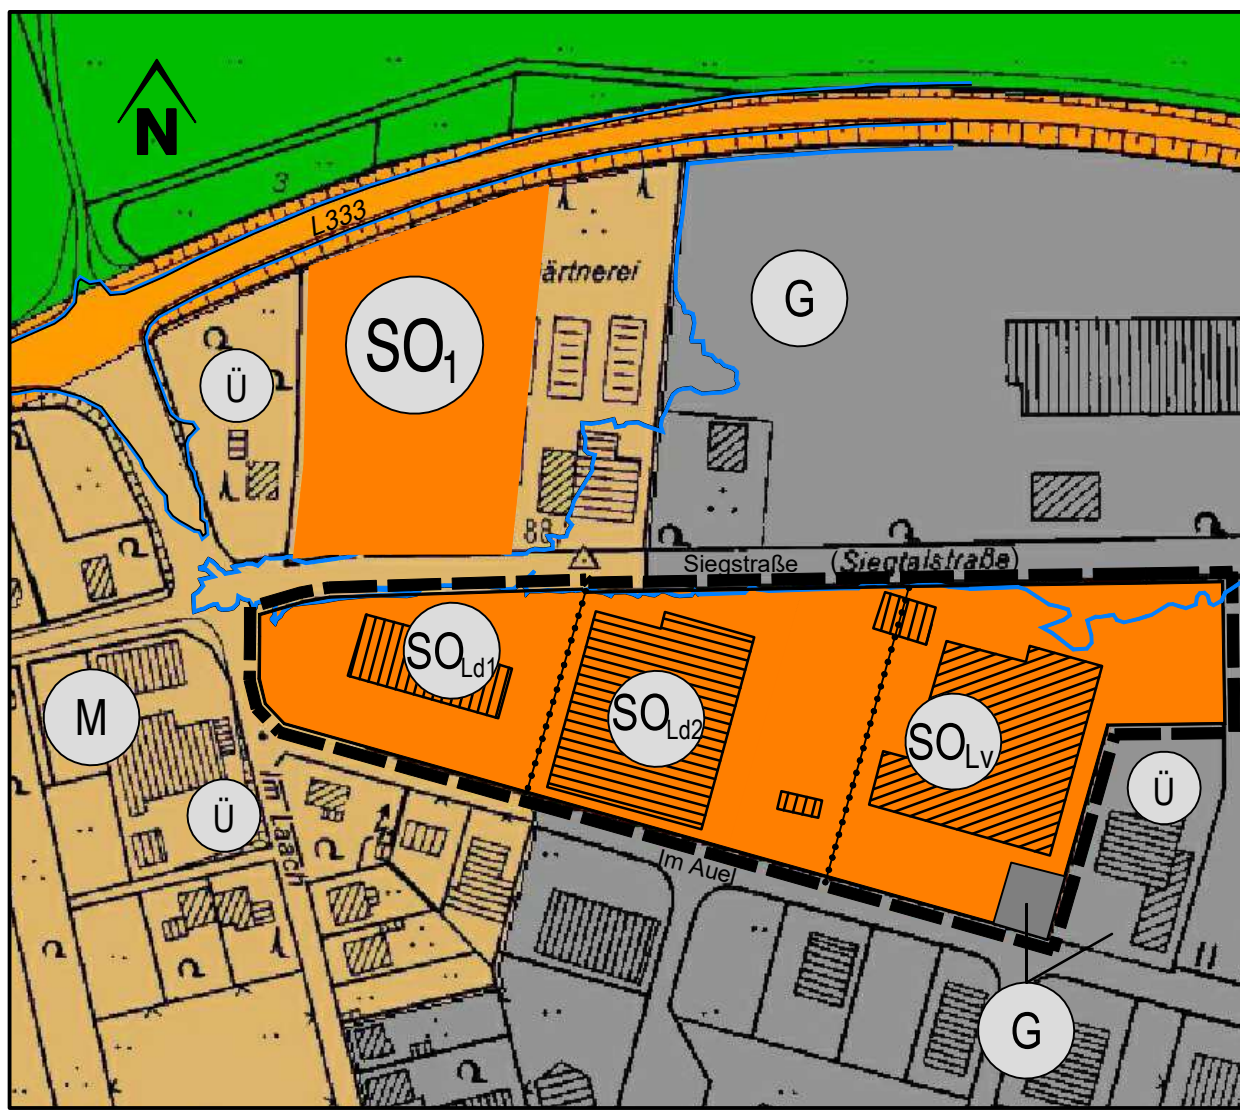 N
3
L333
ärtnerei
SO1
G
Ü
88
Siegstraße
(Siegtalstraße)
SOLd1
SOLd2
SOLv
M
Ü
Ü
Im Laach
Im Auel
G